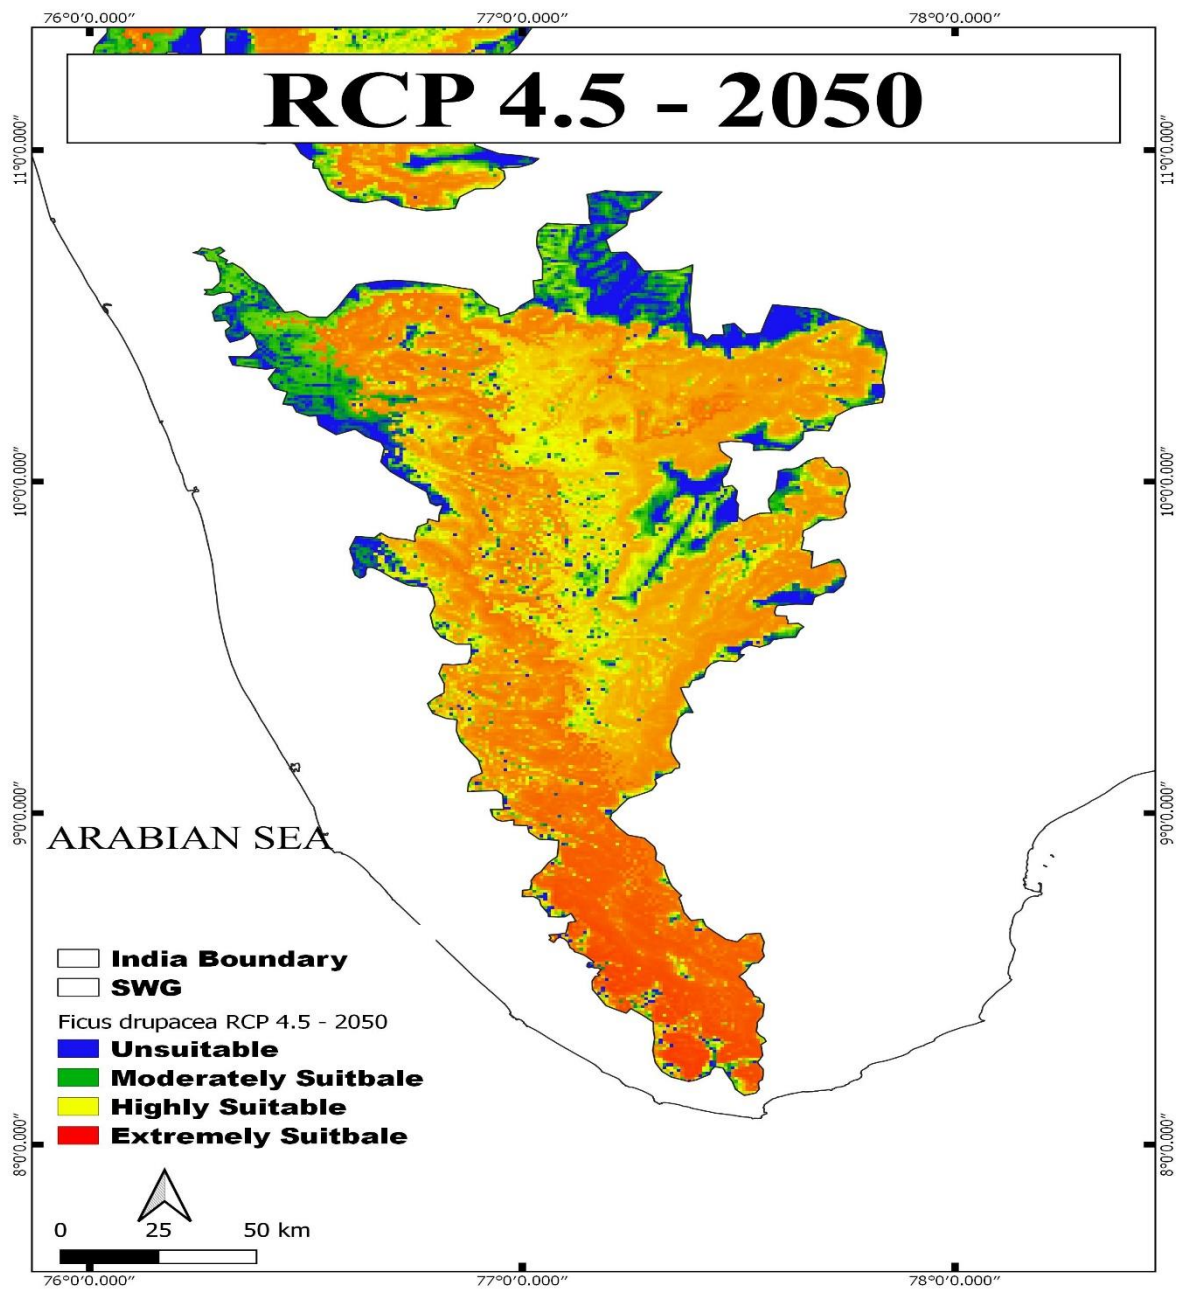 76°0'0.000″ 77°0'0.000″ 78°0'0.000″
RCP 4.5 - 2050
11°0'0.000″ 11°0'0.000″
10°0'0.000″ 10°0'0.000″
9°0'0.000″ 9°0'0.000″
ARABIAN SEA
India Boundary
SWG
Ficus drupacea RCP 4.5 - 2050
Unsuitable
Moderately Suitbale
Highly Suitable
Extremely Suitbale
8°0'0.000″ 8°0'0.000″
0 25 50 km
76°0'0.000″ 77°0'0.000″ 78°0'0.000″